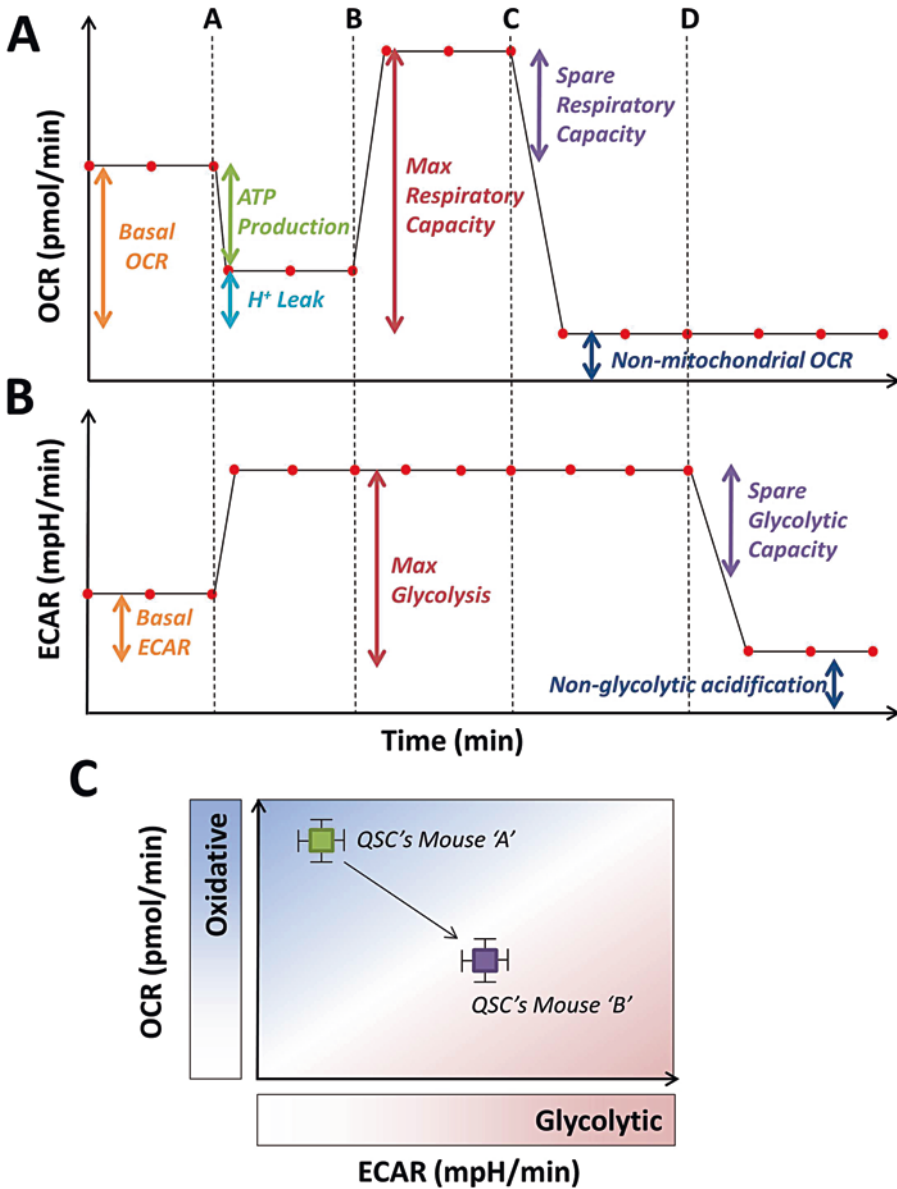 A B C D
A
OCR (pmol/min)
Basal
OCR
ATP
Production
H+ Leak
Max
Respiratory
Capacity
Spare
Respiratory
Capacity
Non-mitochondrial OCR
B
ECAR (mpH/min)
Basal
ECAR
Max
Glycolysis
Spare
Glycolytic
Capacity
Non-glycolytic acidification
Time (min)
C
OCR (pmol/min)
Oxidative
QSC's Mouse 'A'
QSC's Mouse 'B'
Glycolytic
ECAR (mpH/min)